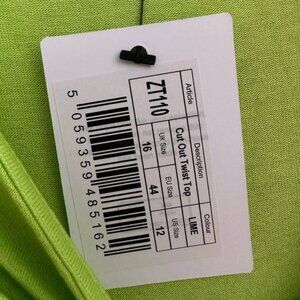 Article Description Colour
ZT110 Cut Out Twist Top LIME
UK Size EU Size US Size
16 44 12
5 059359 485162